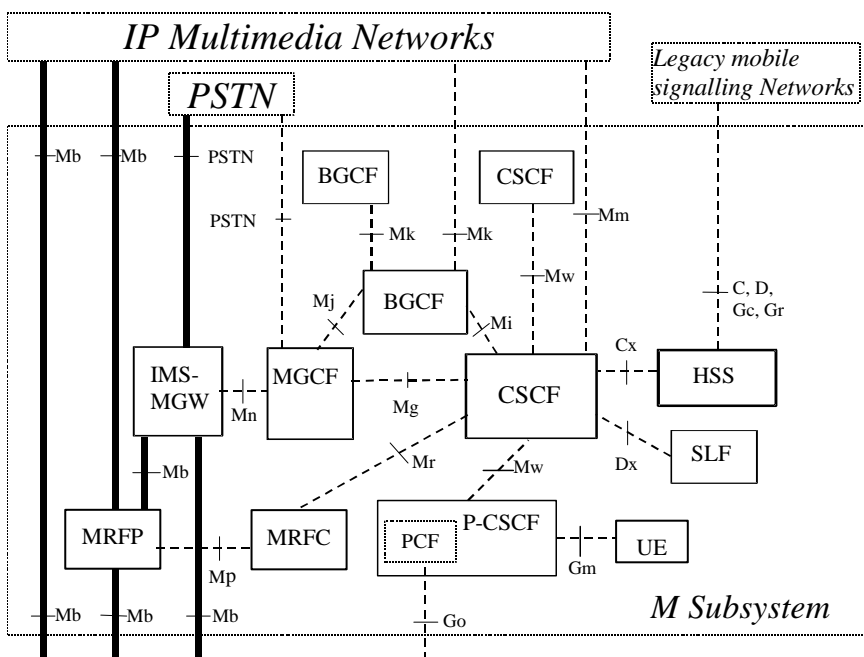 IP Multimedia Networks
PSTN
Legacy mobile
signalling Networks
Mb
Mb
PSTN
BGCF
CSCF
PSTN
Mk
Mk
Mm
Mw
C, D,
Gc, Gr
BGCF
Mj
Mi
IMS-
MGW
Mn
MGCF
Mg
CSCF
Cx
HSS
Mr
Mw
Dx
SLF
Mb
MRFP
Mp
MRFC
PCF
P-CSCF
Gm
UE
Mb
Mb
Mb
Go
M Subsystem